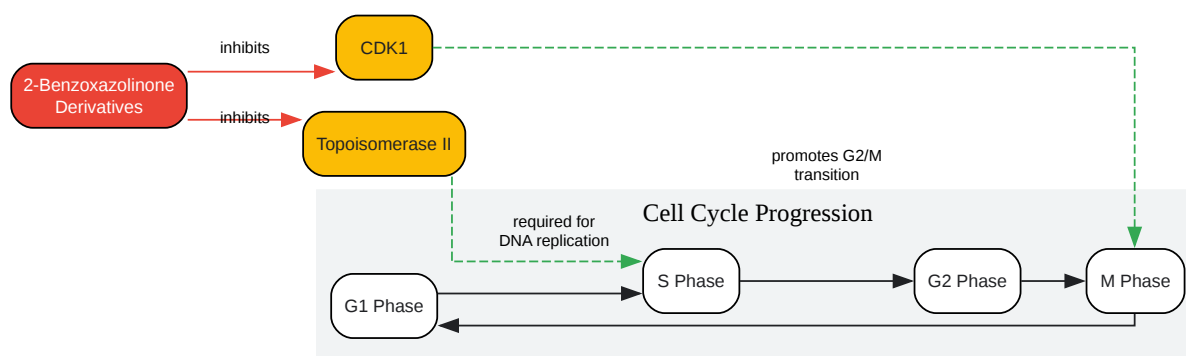 inhibits
CDK1
2-Benzoxazolinone
Derivatives
inhibits
Topoisomerase II
promotes G2/M
transition
Cell Cycle Progression
required for
DNA replication
S Phase
G2 Phase
M Phase
G1 Phase